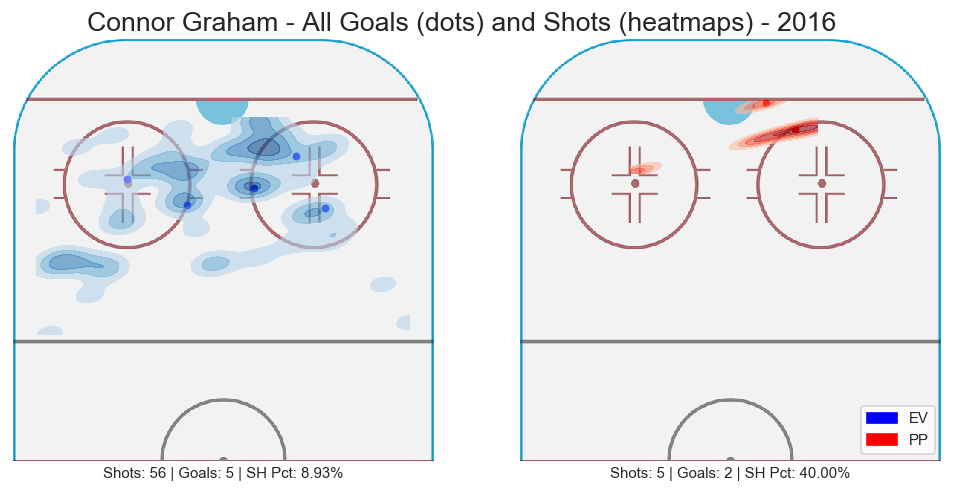 Connor Graham - All Goals (dots) and Shots (heatmaps) - 2016
EV
PP
Shots: 56 | Goals: 5 | SH Pct: 8.93%
Shots: 5 | Goals: 2 | SH Pct: 40.00%